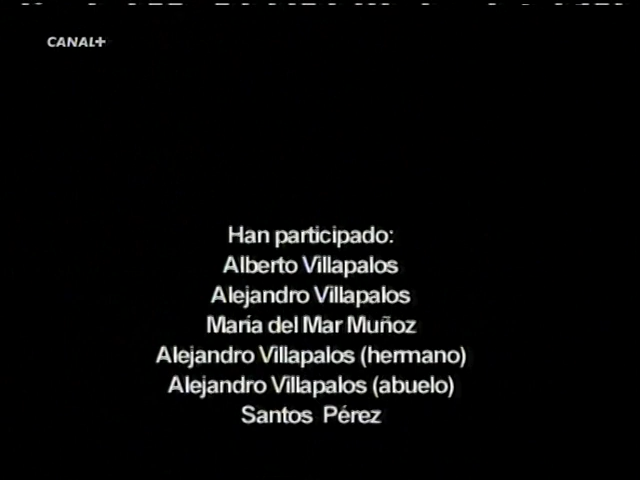 CANAL+
Han participado:
Alberto Villapalos
Alejandro Villapalos
María del Mar Muñoz
Alejandro Villapalos (hermano)
Alejandro Villapalos (abuelo)
Santos Pérez